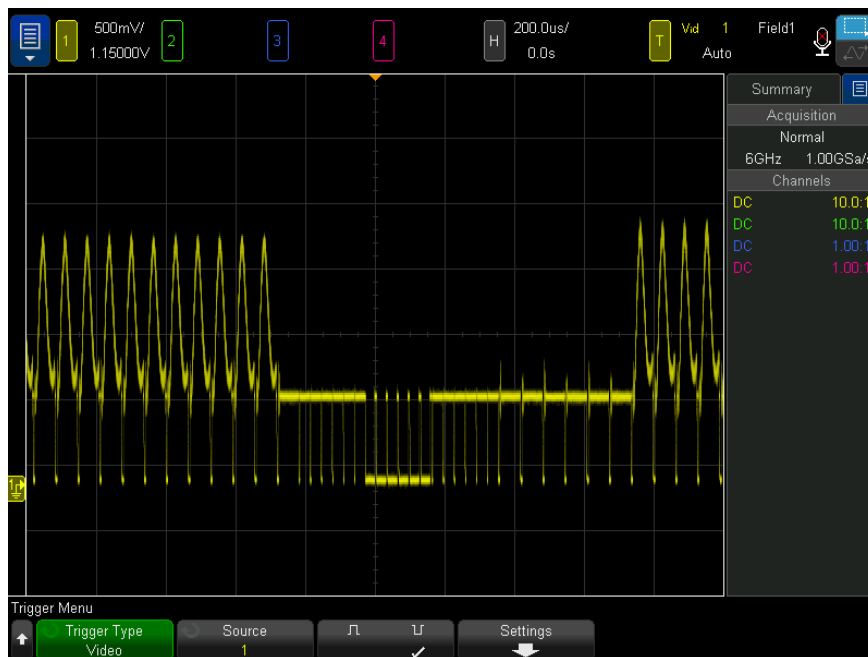 1 500mV/ 2 3 4 H 200.0us/ T Vid 1 Field1
1.15000V 0.0s Auto
Summary
Acquisition
Normal
6GHz 1.00GSa/s
Channels
DC 10.0:1
DC 10.0:1
DC 1.00:1
DC 1.00:1
1
Trigger Menu
Trigger Type Source Settings
Video 1